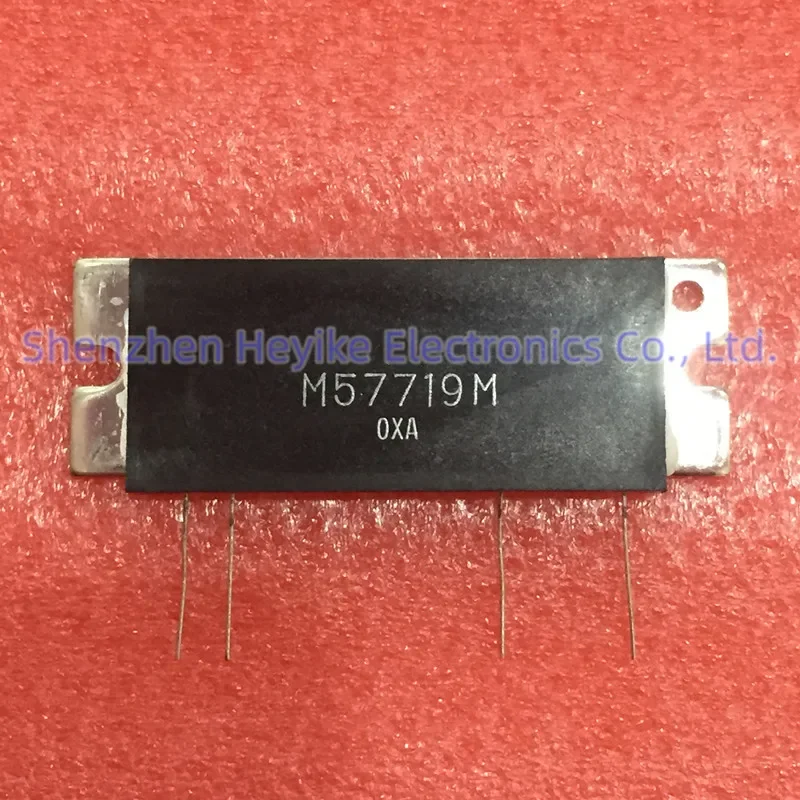 Shenzhen Heyike Electronics Co., Ltd.
M57719M
OXA